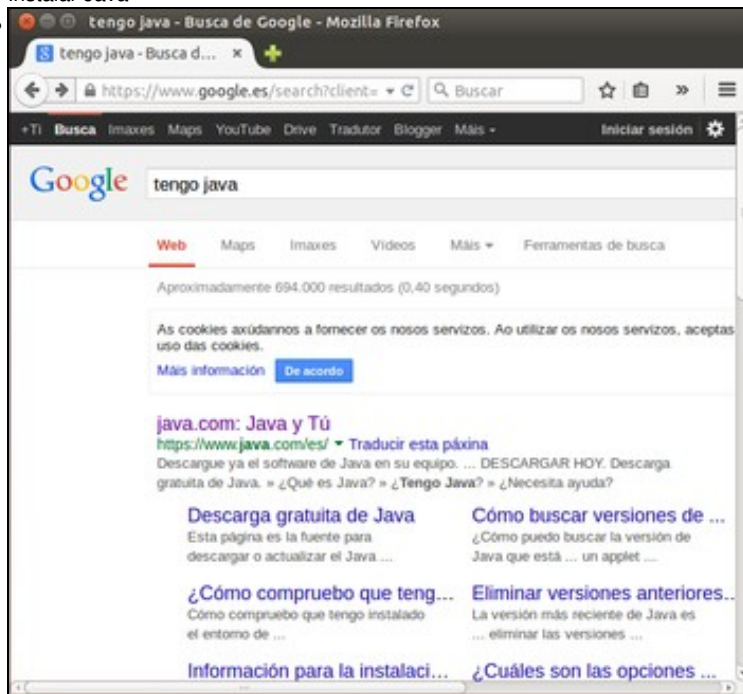 Instalar Java
tengo java - Busca de Google - Mozilla Firefox
tengo java - Busca d...
https://www.google.es/search?client=
Buscar
+Ti Busca Imaxes Maps YouTube Drive Tradutor Blogger Máis Iniciar sesión
Google
tengo java
Web Maps Imaxes Vídeos Máis Ferramentas de busca
Aproximadamente 694.000 resultados (0,40 segundos)
As cookies axúdannos a fornecer os nosos servizos. Ao utilizar os nosos servizos, aceptas
uso das cookies.
Máis información De acordo
java.com: Java y Tú
https://www.java.com/es/ Traducir esta páxina
Descargue ya el software de Java en su equipo. ... DESCARGAR HOY. Descarga
gratuita de Java. » ¿Qué es Java? » ¿Tengo Java? » ¿Necesita ayuda?
Descarga gratuita de Java
Esta página es la fuente para
descargar o actualizar el Java ...
Cómo buscar versiones de ...
¿Cómo puedo buscar la versión de
Java que está ... un applet ....
¿Cómo compruebo que teng...
Cómo compruebo que tengo instalado
el entorno de ...
Eliminar versiones anteriores...
La versión más reciente de Java es
... eliminar las versiones ...
Información para la instalaci...
¿Cuáles son las opciones ...